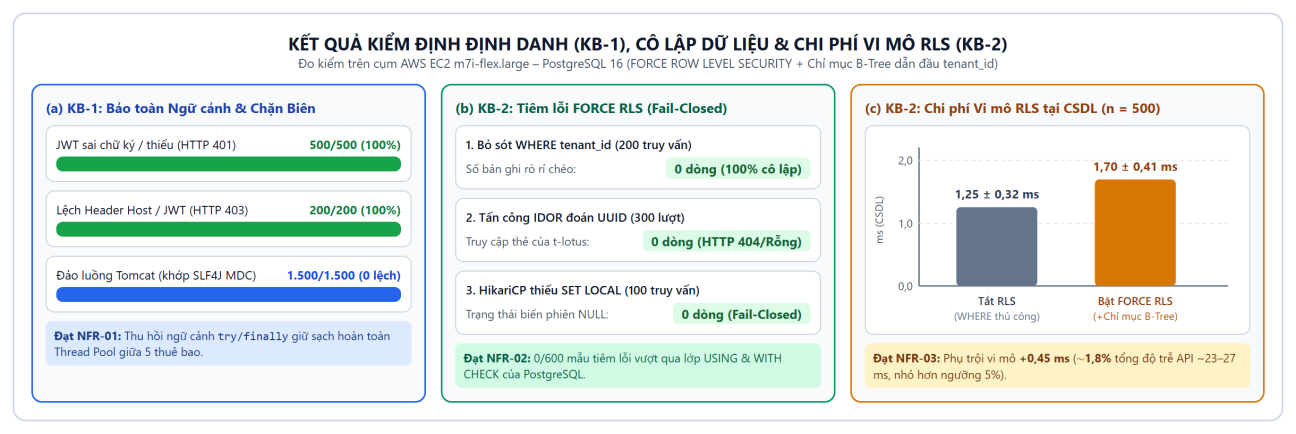 KẾT QUẢ KIỂM ĐỊNH ĐỊNH DANH (KB-1), CÔ LẬP DỮ LIỆU & CHI PHÍ VI MÔ RLS (KB-2)
Đo kiểm trên cụm AWS EC2 m7i-flex.large – PostgreSQL 16 (FORCE ROW LEVEL SECURITY + Chỉ mục B-Tree dẫn đầu tenant_id)
(a) KB-1: Bảo toàn Ngữ cảnh & Chặn Biên
JWT sai chữ ký / thiếu (HTTP 401) 500/500 (100%)
Lệch Header Host / JWT (HTTP 403) 200/200 (100%)
Đảo luồng Tomcat (khớp SLF4J MDC) 1.500/1.500 (0 lệch)
Đạt NFR-01: Thu hồi ngữ cảnh try/finally giữ sạch hoàn toàn
Thread Pool giữa 5 thuê bao.
(b) KB-2: Tiêm lỗi FORCE RLS (Fail-Closed)
1. Bỏ sót WHERE tenant_id (200 truy vấn)
Số bản ghi rò rỉ chéo: 0 dòng (100% cô lập)
2. Tấn công IDOR đoán UUID (300 lượt)
Truy cập thẻ của t-lotus: 0 dòng (HTTP 404/Rỗng)
3. HikariCP thiếu SET LOCAL (100 truy vấn)
Trạng thái biến phiên NULL: 0 dòng (Fail-Closed)
Đạt NFR-02: 0/600 mẫu tiêm lỗi vượt qua lớp USING & WITH
CHECK của PostgreSQL.
(c) KB-2: Chi phí Vi mô RLS tại CSDL (n = 500)
ms (CSDL)
2,0
1,0
0,0
1,25 ± 0,32 ms
1,70 ± 0,41 ms
Tắt RLS
(WHERE thủ công)
Bật FORCE RLS
(+Chỉ mục B-Tree)
Đạt NFR-03: Phụ trội vi mô +0,45 ms (~1,8% tổng độ trễ API ~23–27
ms, nhỏ hơn ngưỡng 5%).